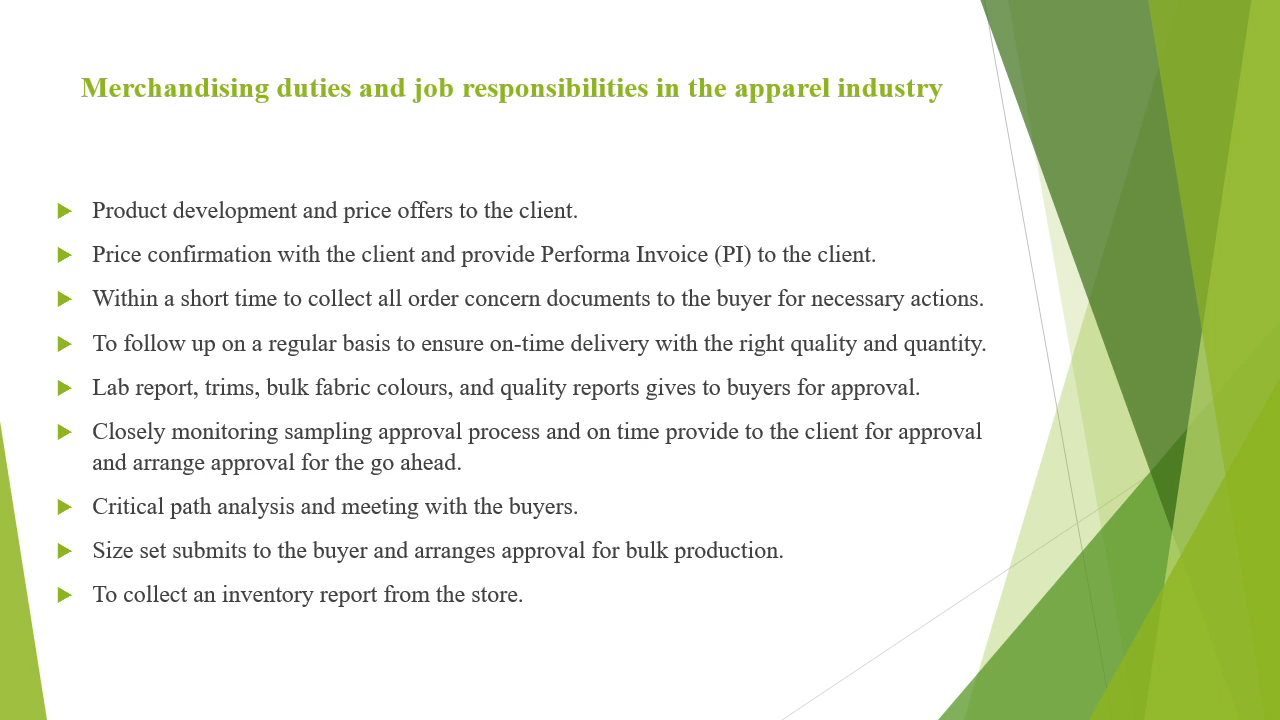 Merchandising duties and job responsibilities in the apparel industry
Product development and price offers to the client.
Price confirmation with the client and provide Performa Invoice (PI) to the client.
Within a short time to collect all order concern documents to the buyer for necessary actions.
To follow up on a regular basis to ensure on-time delivery with the right quality and quantity.
Lab report, trims, bulk fabric colours, and quality reports gives to buyers for approval.
Closely monitoring sampling approval process and on time provide to the client for approval
and arrange approval for the go ahead.
Critical path analysis and meeting with the buyers.
Size set submits to the buyer and arranges approval for bulk production.
To collect an inventory report from the store.